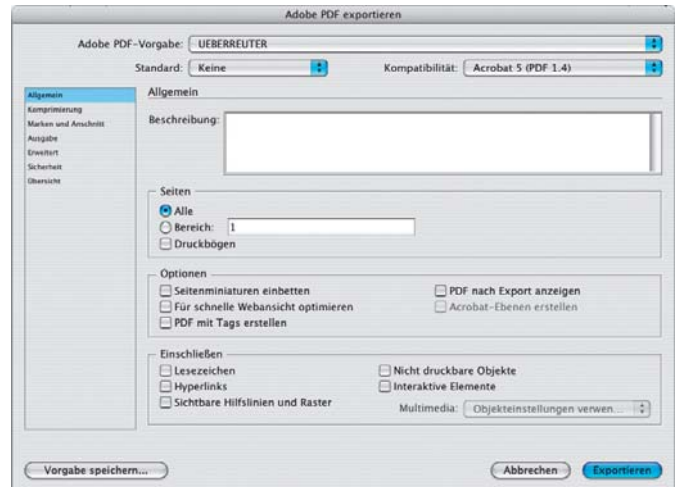 Adobe PDF exportieren
Adobe PDF-Vorgabe: UEBERREUTER
Standard: Keine Kompatibilität: Acrobat 5 (PDF 1.4)
Allgemein
Komprimierung
Marken und Anschnitt
Ausgabe
Erweitert
Sicherheit
Übersicht
Allgemein
Beschreibung:
Seiten
Alle
Bereich: 1
Druckbögen
Optionen
Seitenminiaturen einbetten
Für schnelle Webansicht optimieren
PDF mit Tags erstellen
PDF nach Export anzeigen
Acrobat-Ebenen erstellen
Einschließen
Lesezeichen
Hyperlinks
Sichtbare Hilfslinien und Raster
Nicht druckbare Objekte
Interaktive Elemente
Multimedia: Objekteinstellungen verwen...
Vorgabe speichern... Abbrechen Exportieren